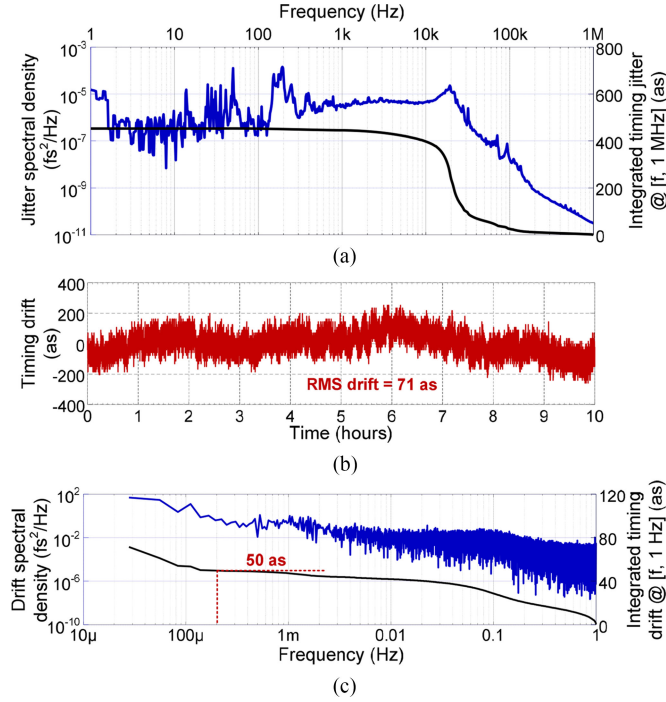 Frequency (Hz)
1 10 100 1k 10k 100k 1M
Jitter spectral density
(fs²/Hz)
10⁻³
10⁻⁵
10⁻⁷
10⁻⁹
10⁻¹¹
800
600
400
200
0
Integrated timing jitter
@ [f, 1 MHz] (as)
(a)
Timing drift
(as)
400
200
0
-200
-400
RMS drift = 71 as
0 1 2 3 4 5 6 7 8 9 10
Time (hours)
(b)
Drift spectral
density (fs²/Hz)
10²
10⁻²
10⁻⁶
10⁻¹⁰
50 as
120
80
40
0
Integrated timing
drift @ [f, 1 Hz] (as)
10µ 100µ 1m 0.01 0.1 1
Frequency (Hz)
(c)